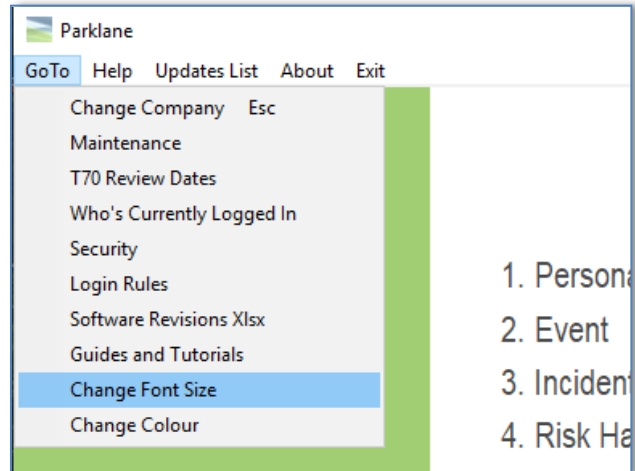 Parklane
GoTo Help Updates List About Exit
Change Company Esc
Maintenance
T70 Review Dates
Who's Currently Logged In
Security
Login Rules
Software Revisions Xlsx
Guides and Tutorials
Change Font Size
Change Colour
1. Persona
2. Event
3. Incident
4. Risk Ha